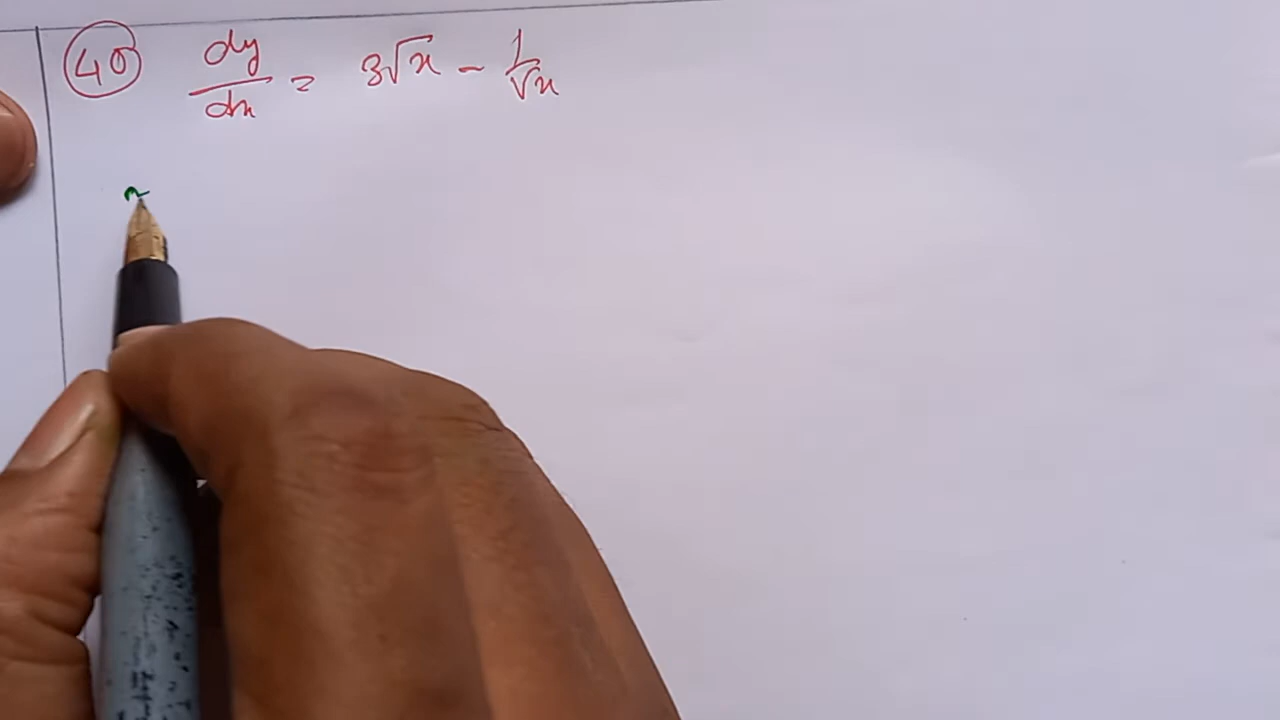 40 dy/dx = 3√x - 1/√x